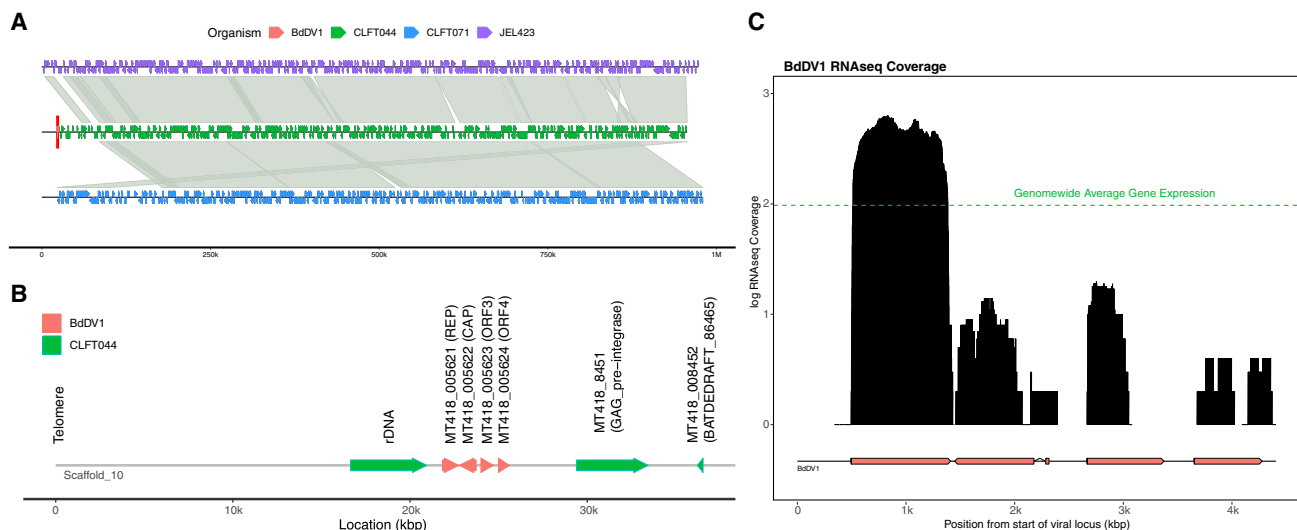 A
Organism BdDV1 CLFT044 CLFT071 JEL423
0 250k 500k 750k 1M
B
BdDV1
CLFT044
Telomere
rDNA
MT418_005621 (REP)
MT418_005622 (CAP)
MT418_005623 (ORF3)
MT418_005624 (ORF4)
MT418_8451
(GAG_pre−integrase)
MT418_008452
(BATDEDRAFT_86465)
Scaffold_10
0 10k 20k 30k
Location (kbp)
C
BdDV1 RNAseq Coverage
3
2
1
0
log RNAseq Coverage
Genomewide Average Gene Expression
BdDV1
0 1k 2k 3k 4k
Position from start of viral locus (kbp)